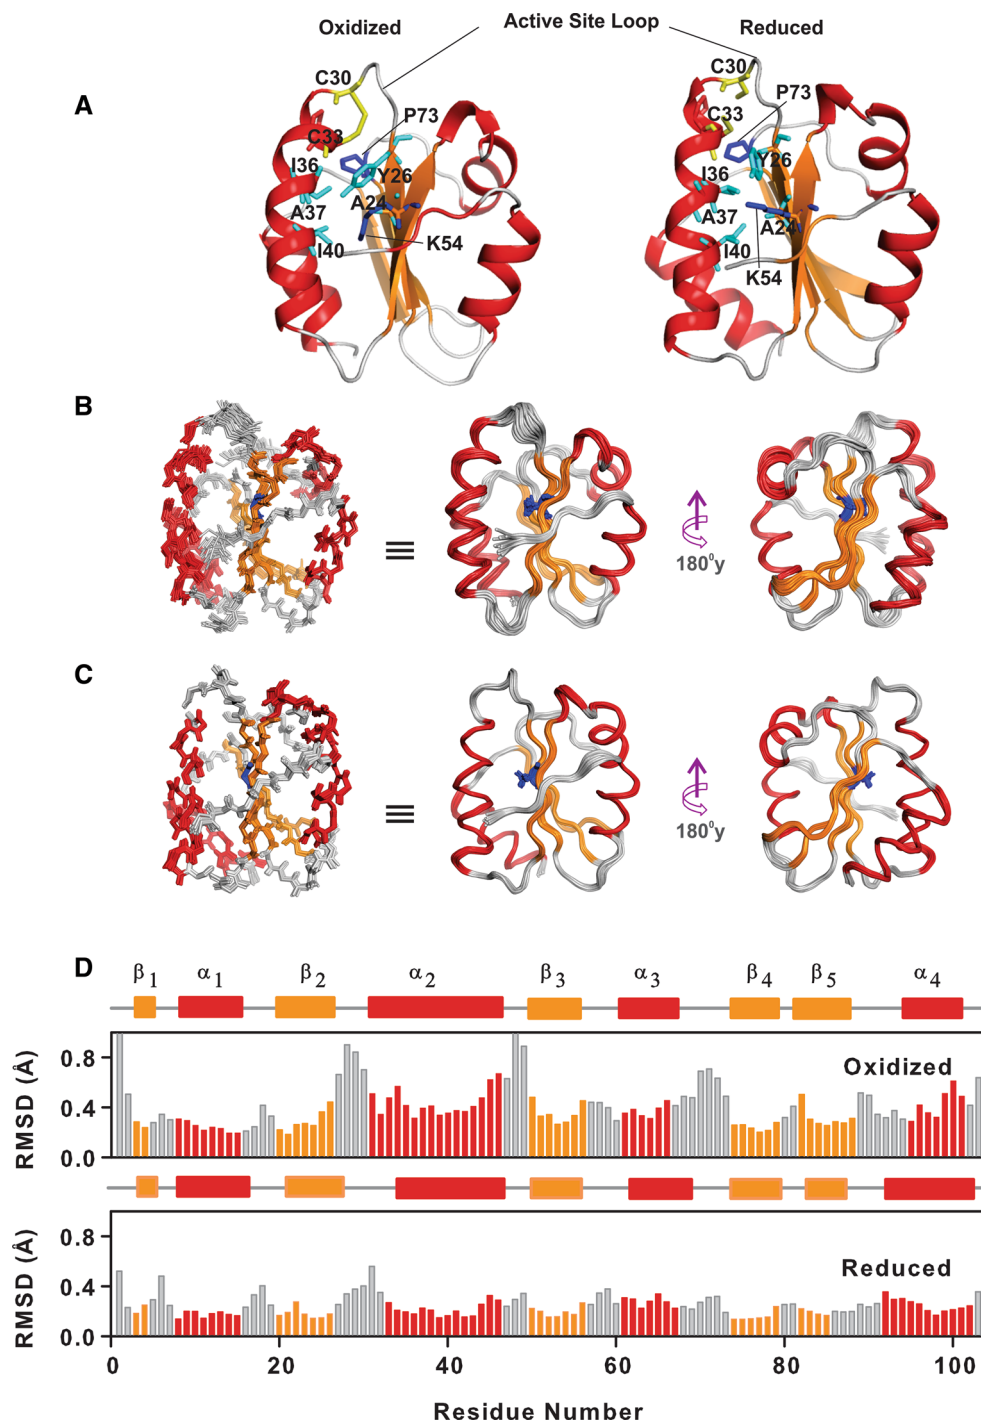 Oxidized
Active Site Loop
Reduced
A
C30
C33
P73
I36
Y26
A37
A24
I40
K54
C30
P73
C33
Y26
I36
A37
A24
I40
K54
B
≡
180⁰y
C
≡
180⁰y
D
β1 α1 β2 α2 β3 α3 β4 β5 α4
RMSD (Å)
0.8
0.4
0.0
Oxidized
RMSD (Å)
0.8
0.4
0.0
Reduced
0 20 40 60 80 100
Residue Number